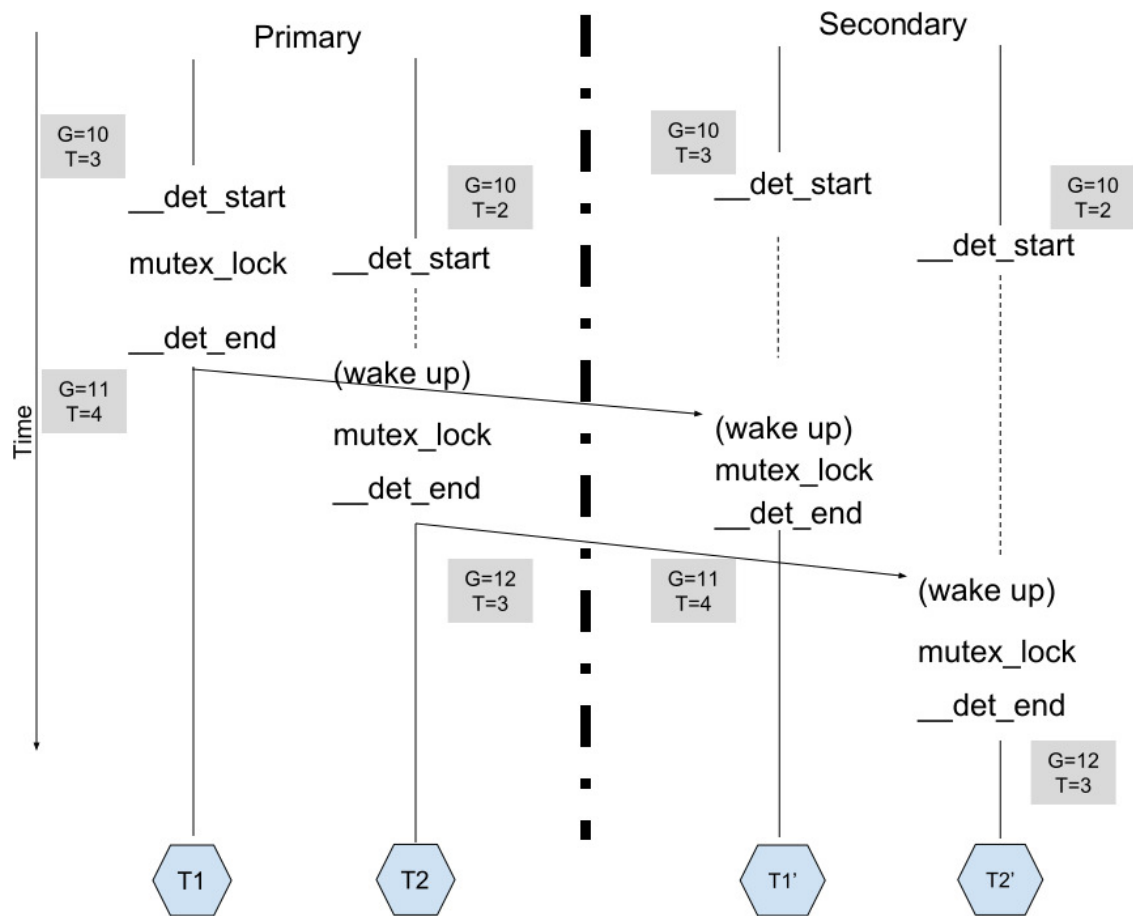 Primary
Secondary
G=10
T=3
__det_start
mutex_lock
__det_end
G=11
T=4
G=10
T=2
__det_start
(wake up)
mutex_lock
__det_end
G=12
T=3
G=10
T=3
__det_start
(wake up)
mutex_lock
__det_end
G=11
T=4
G=10
T=2
__det_start
(wake up)
mutex_lock
__det_end
G=12
T=3
Time
T1
T2
T1’
T2’